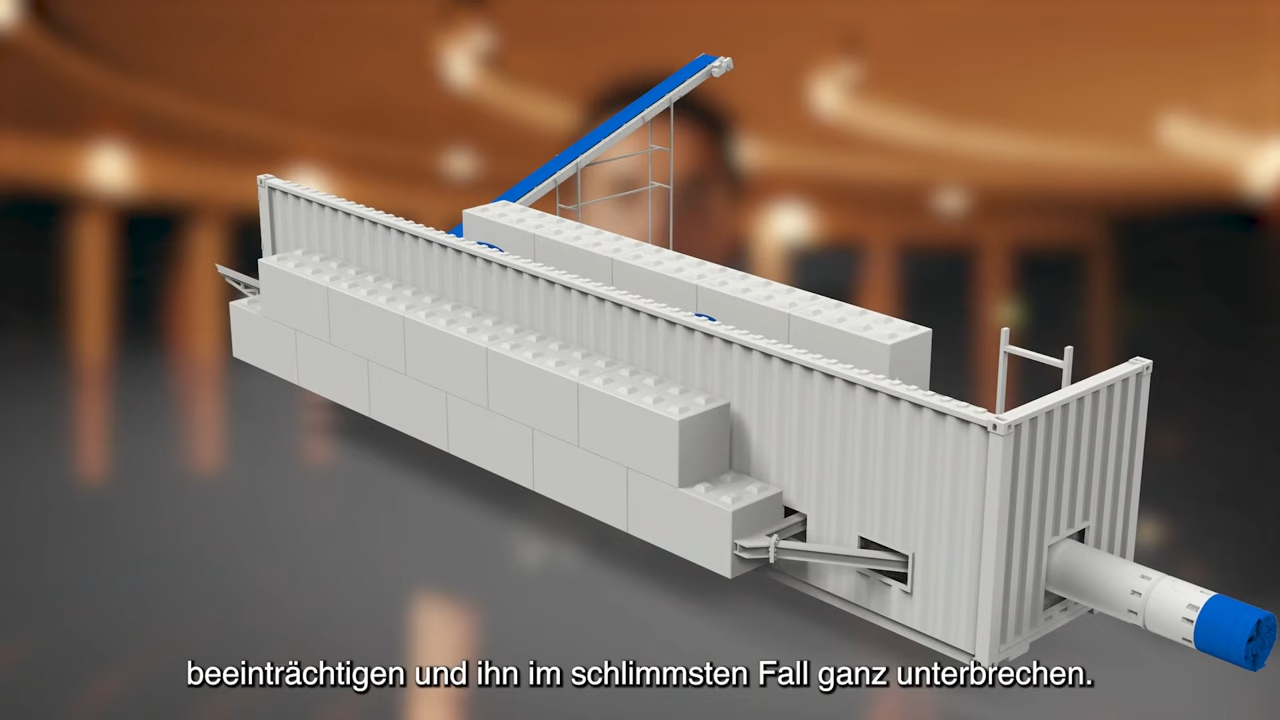 beeinträchtigen und ihn im schlimmsten Fall ganz unterbrechen.